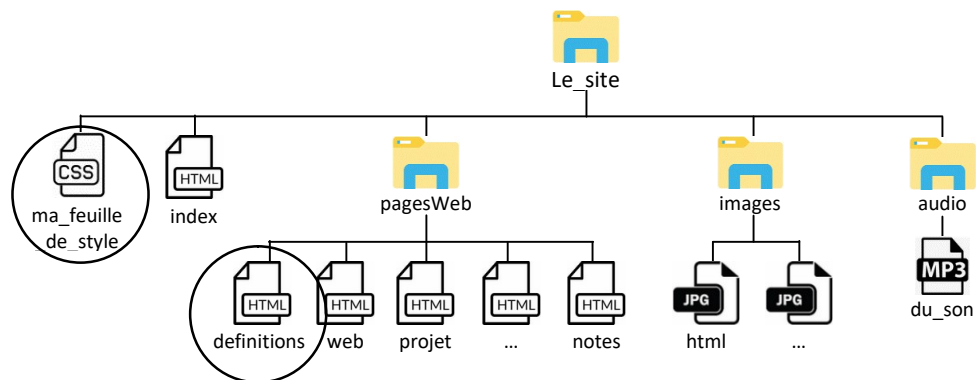 Le_site
CSS
HTML
ma_feuille
de_style
index
pagesWeb
images
audio
HTML
HTML
HTML
HTML
HTML
JPG
JPG
MP3
definitions
web
projet
...
notes
html
...
du_son